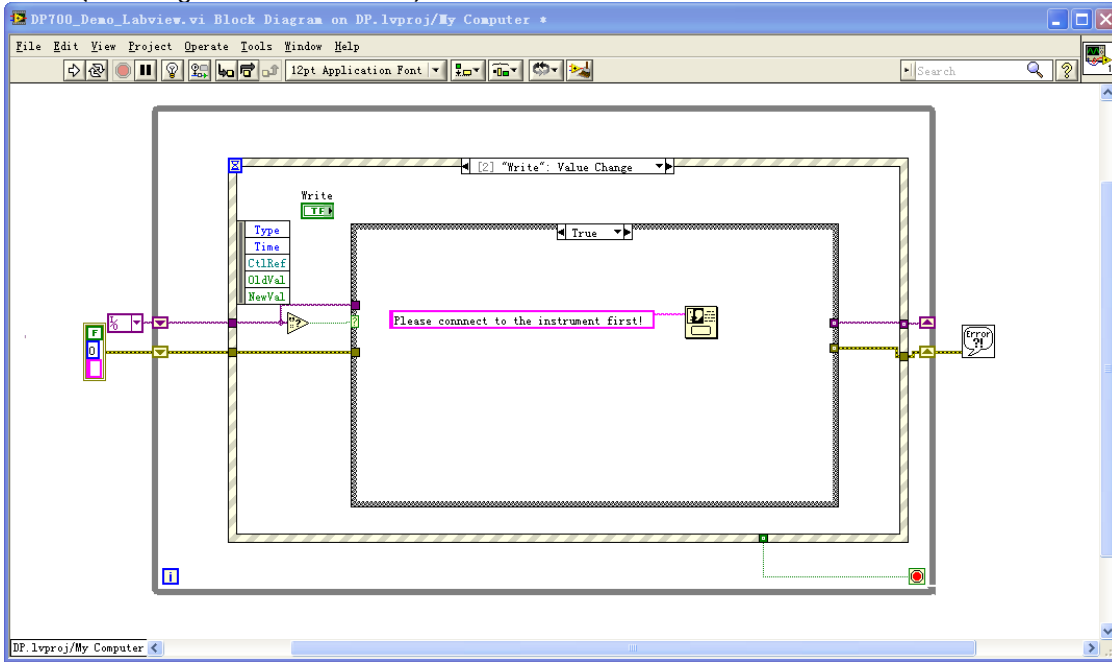 DP700_Demo_Labview.vi Block Diagram on DP.lvproj/My Computer *
File Edit View Project Operate Tools Window Help
12pt Application Font
Search
1
[2] "Write": Value Change
Write
TF
Type
Time
CtlRef
OldVal
NewVal
True
Please connnect to the instrument first!
I/O
"?
?
F
0
Error
?!
i
DP.lvproj/My Computer